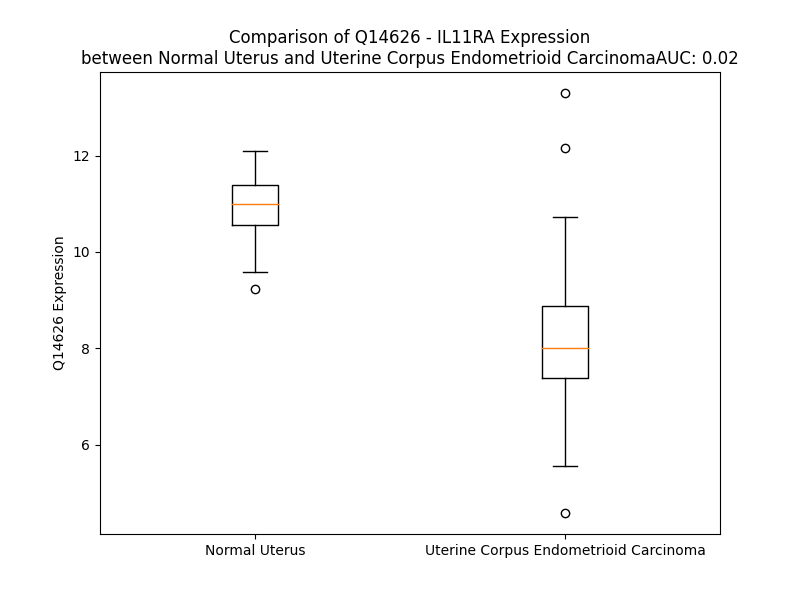 Comparison of Q14626 - IL11RA Expression
between Normal Uterus and Uterine Corpus Endometrioid CarcinomaAUC: 0.02
12
10
8
6
Q14626 Expression
Normal Uterus
Uterine Corpus Endometrioid Carcinoma